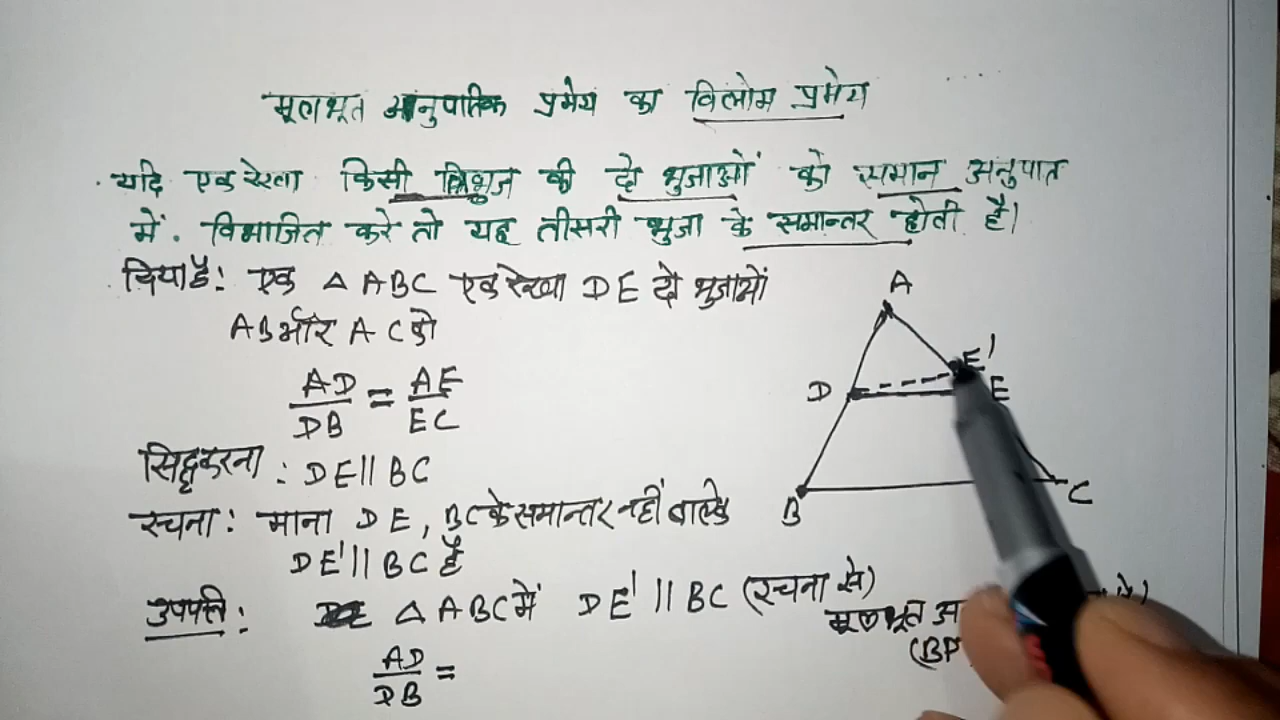 मूलभूत आनुपातिक प्रमेय का विलोम प्रमेय
यदि एक रेखा किसी त्रिभुज की दो भुजाओं को समान अनुपात
में. विभाजित करे तो यह तीसरी भुजा के समान्तर होती है।
दिया है: एक △ABC एक रेखा DE दो भुजाओं
AB और AC को
AD/DB = AE/EC
सिद्ध करना : DE || BC
रचना: माना DE, BC के समान्तर नहीं बल्कि
DE' || BC है
उपपत्ति: △ABC में DE' || BC (रचना से)
मूलभूत
(BP
AD/DB =
A
E'
D
E
B
C